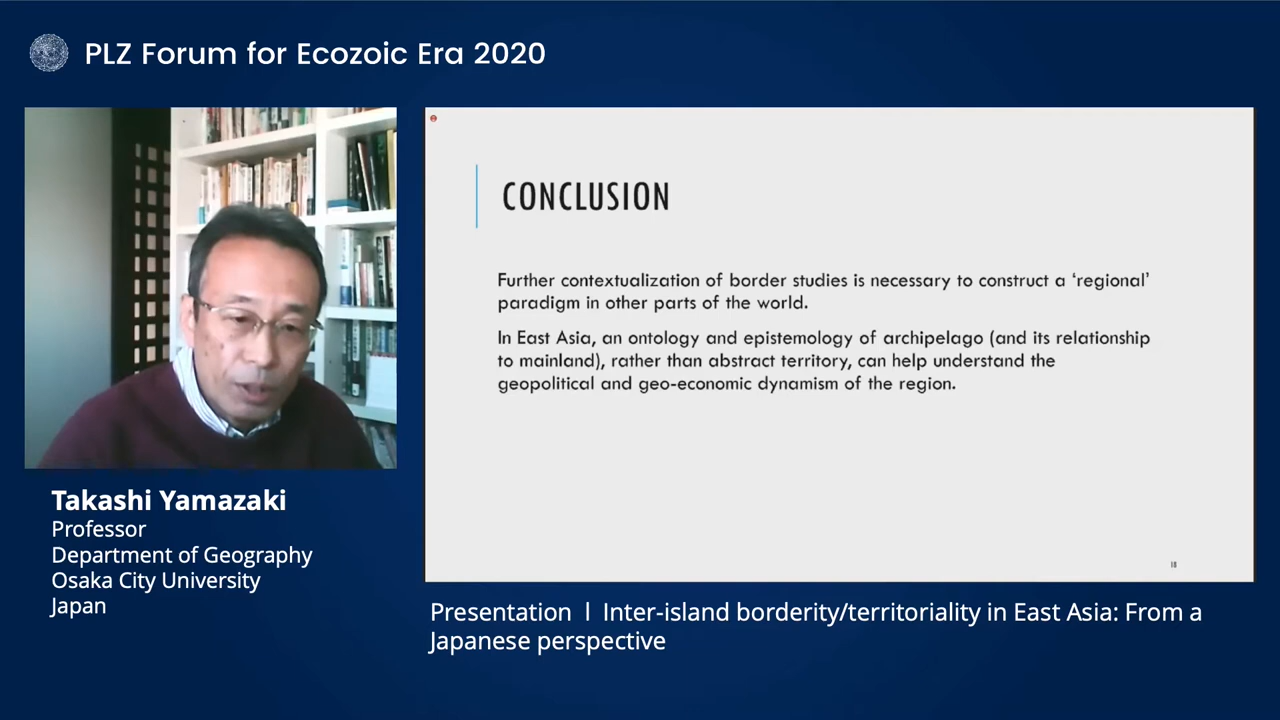 PLZ Forum for Ecozoic Era 2020
CONCLUSION
Further contextualization of border studies is necessary to construct a ‘regional’
paradigm in other parts of the world.
In East Asia, an ontology and epistemology of archipelago (and its relationship
to mainland), rather than abstract territory, can help understand the
geopolitical and geo-economic dynamism of the region.
18
Takashi Yamazaki
Professor
Department of Geography
Osaka City University
Japan
Presentation l Inter-island borderity/territoriality in East Asia: From a
Japanese perspective